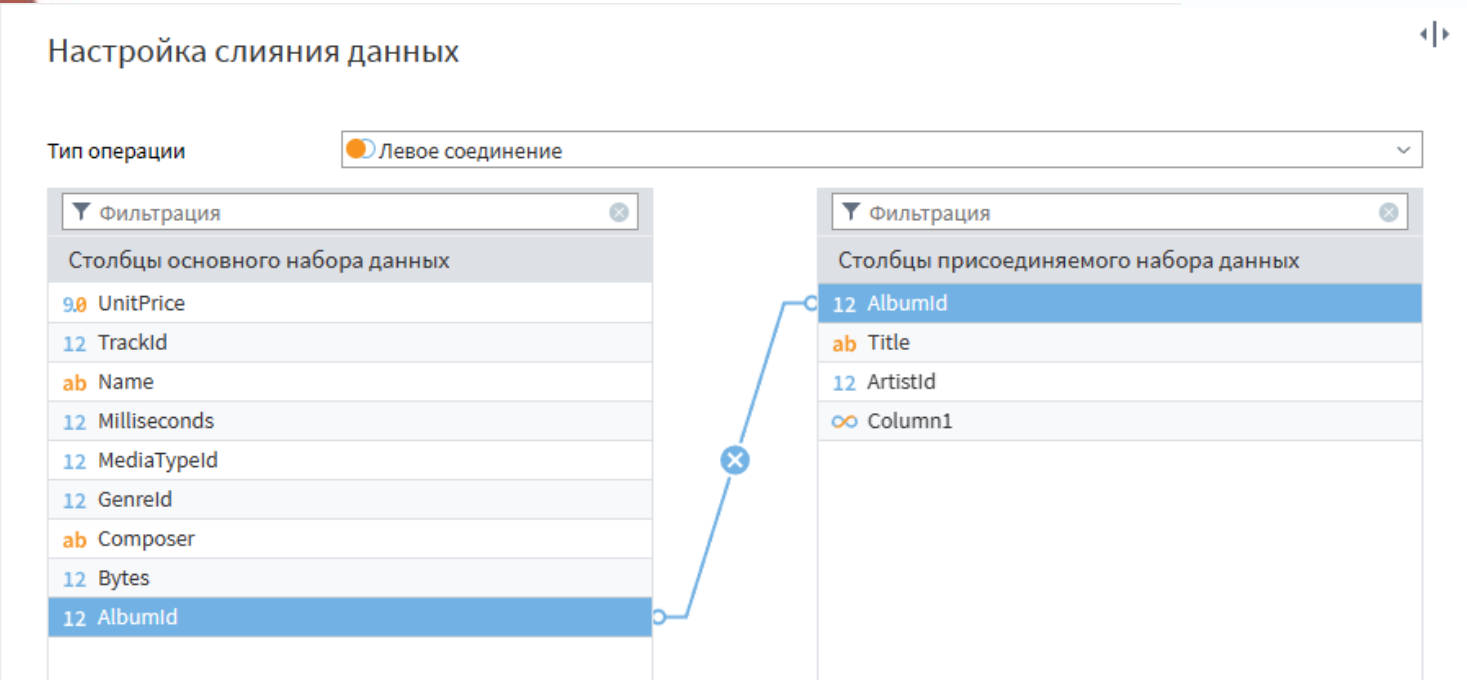 Настройка слияния данных
Тип операции
Левое соединение
Фильтрация
Столбцы основного набора данных
9.0 UnitPrice
12 TrackId
ab Name
12 Milliseconds
12 MediaTypeId
12 GenreId
ab Composer
12 Bytes
12 AlbumId
Фильтрация
Столбцы присоединяемого набора данных
12 AlbumId
ab Title
12 ArtistId
Column1